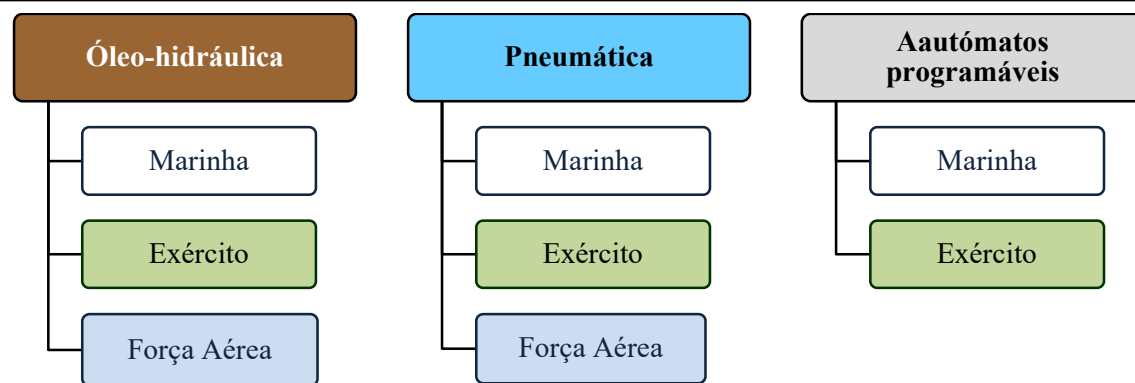 Óleo-hidráulica
Marinha
Exército
Força Aérea
Pneumática
Marinha
Exército
Força Aérea
Aautómatos
programáveis
Marinha
Exército